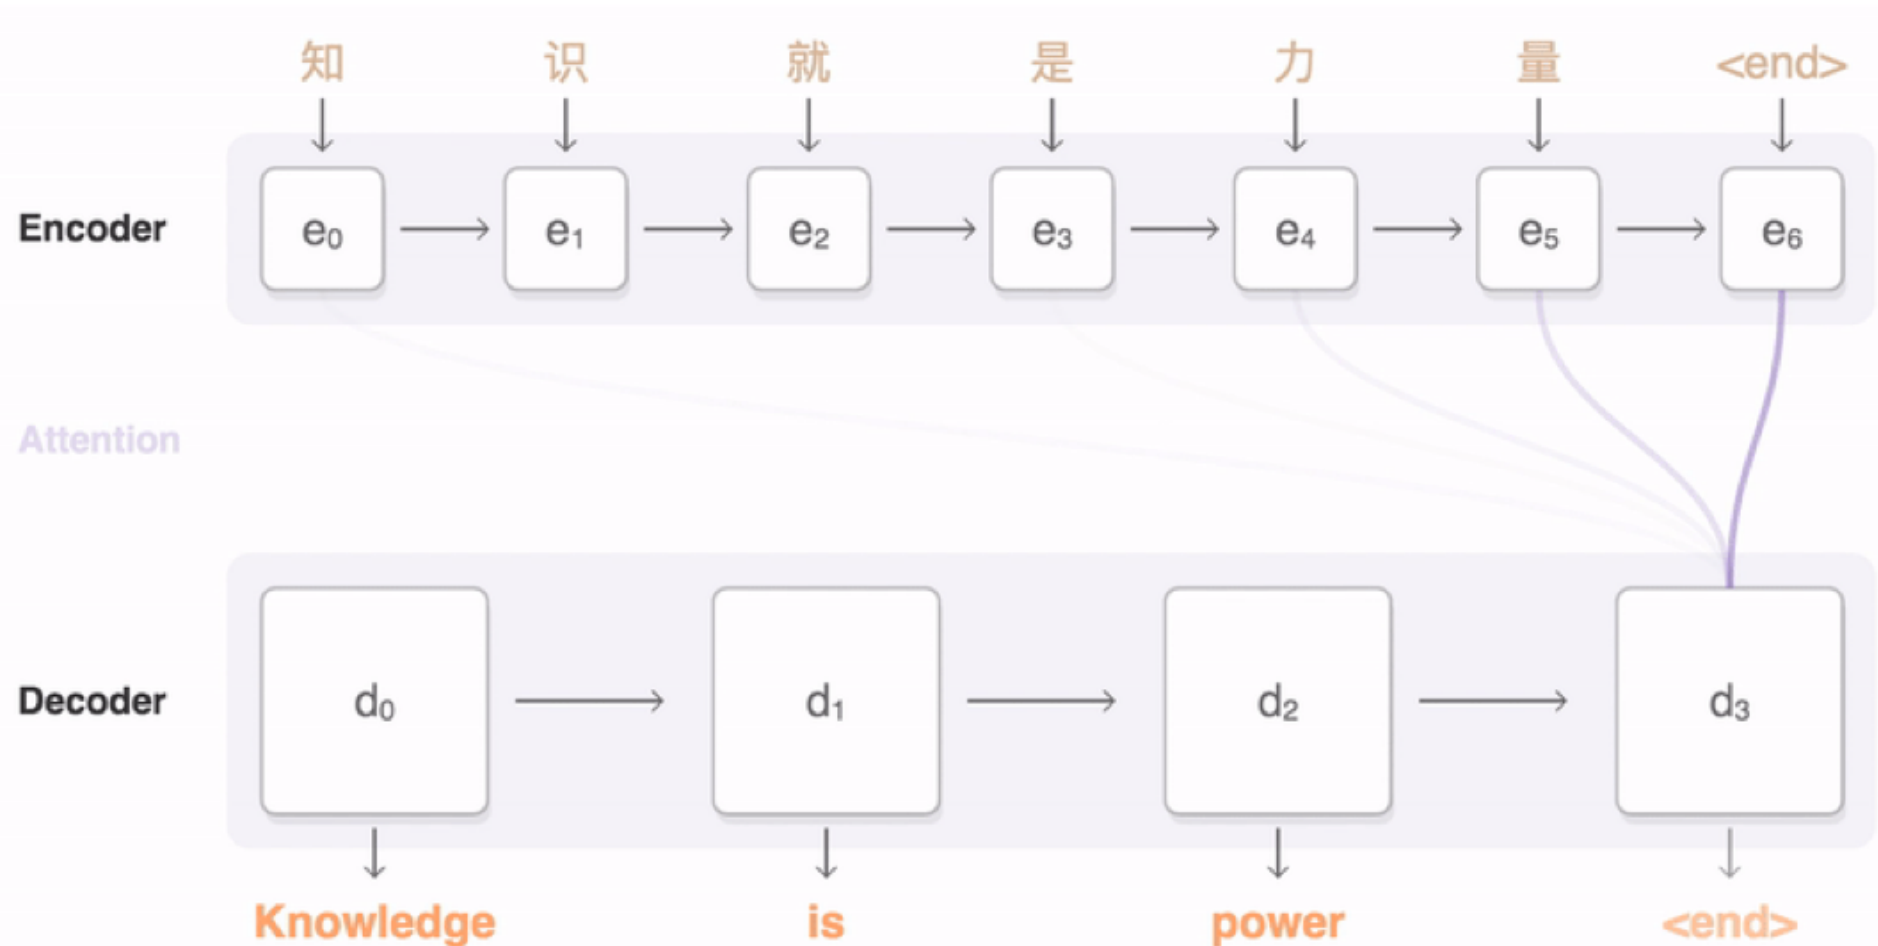 知 识 就 是 力 量 <end>
Encoder e₀ e₁ e₂ e₃ e₄ e₅ e₆
Attention
Decoder d₀ d₁ d₂ d₃
Knowledge is power <end>